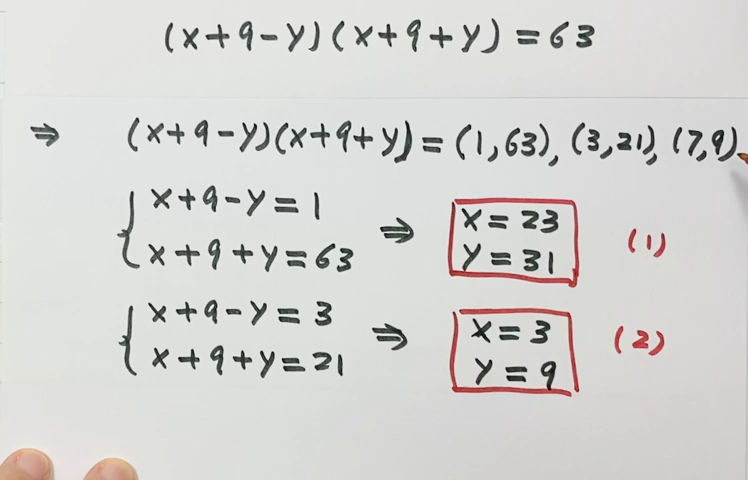 (x+9-y)(x+9+y)=63
⇒ (x+9-y)(x+9+y)=(1,63),(3,21),(7,9)
{ x+9-y=1
x+9+y=63 ⇒ x=23 y=31 (1)
{ x+9-y=3
x+9+y=21 ⇒ x=3 y=9 (2)